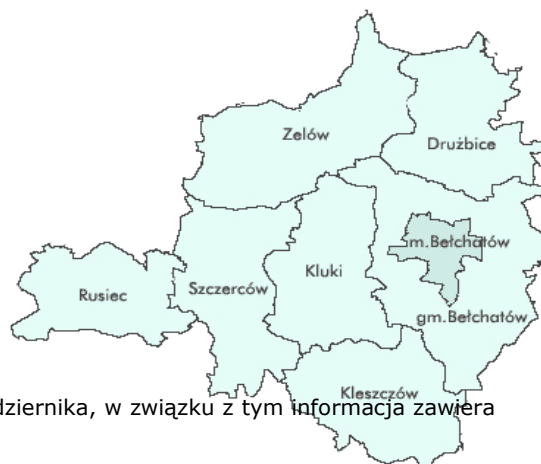 Zelów
Drużbice
m.Bełchatów
Kluki
Szczerców
Rusiec
gm.Bełchatów
Kleszczów
dziernika, w związku z tym informacja zawiera